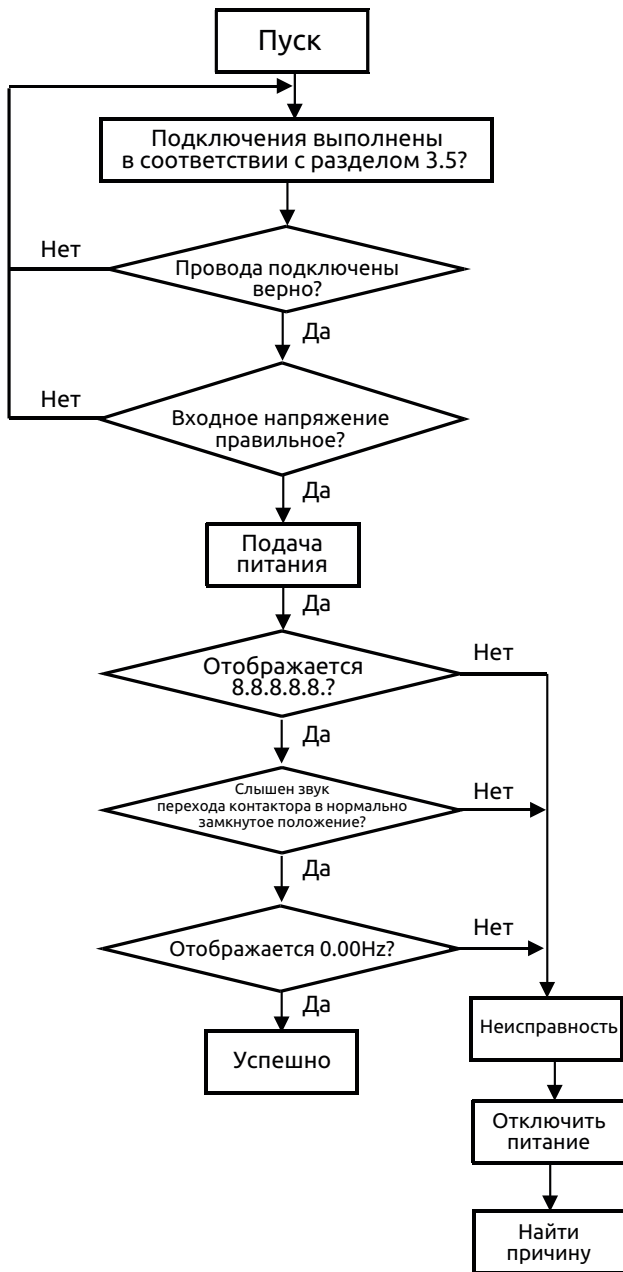 Пуск
Подключения выполнены
в соответствии с разделом 3.5?
Нет
Провода подключены
верно?
Да
Нет
Входное напряжение
правильное?
Да
Подача
питания
Да
Отображается
8.8.8.8.8.?
Нет
Да
Слышен звук
перехода контактора в нормально
замкнутое положение?
Нет
Да
Отображается 0.00Hz?
Нет
Да
Успешно
Неисправность
Отключить
питание
Найти
причину